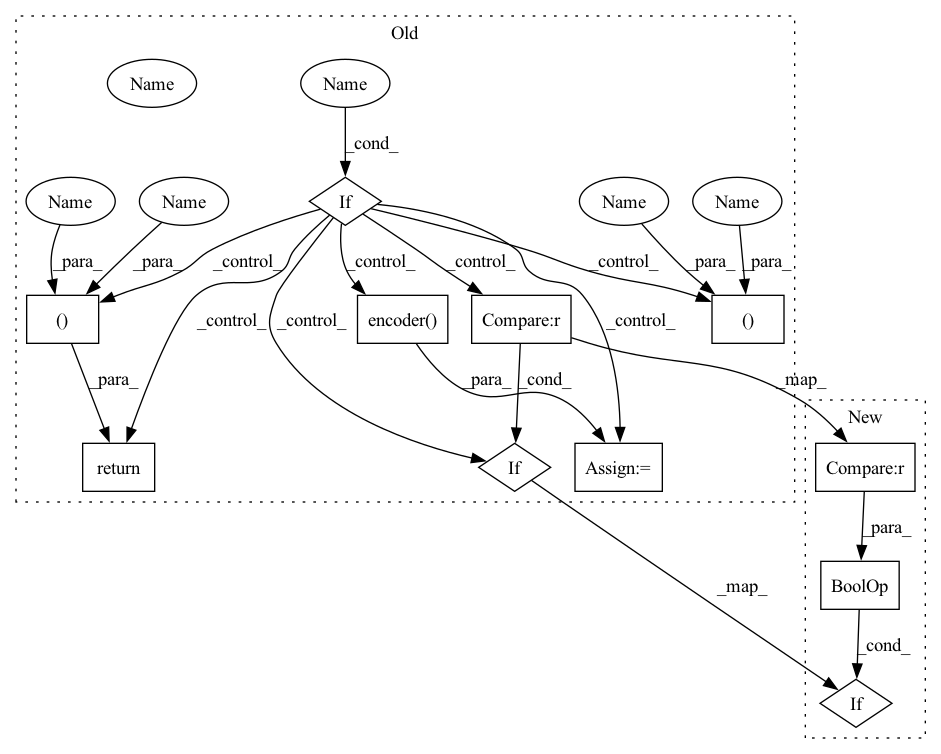 Old
Name
Name
_cond_
Name
Name
If
Name
Name
_para_
_para_
_control_
_control_
_control_
_control_
_para_
_para_
()
_control_
_control_
encoder()
Compare:r
_control_
()
_para_
_para_
_cond_
_map_
New
return
If
Assign:=
Compare:r
_para_
_map_
BoolOp
_cond_
If